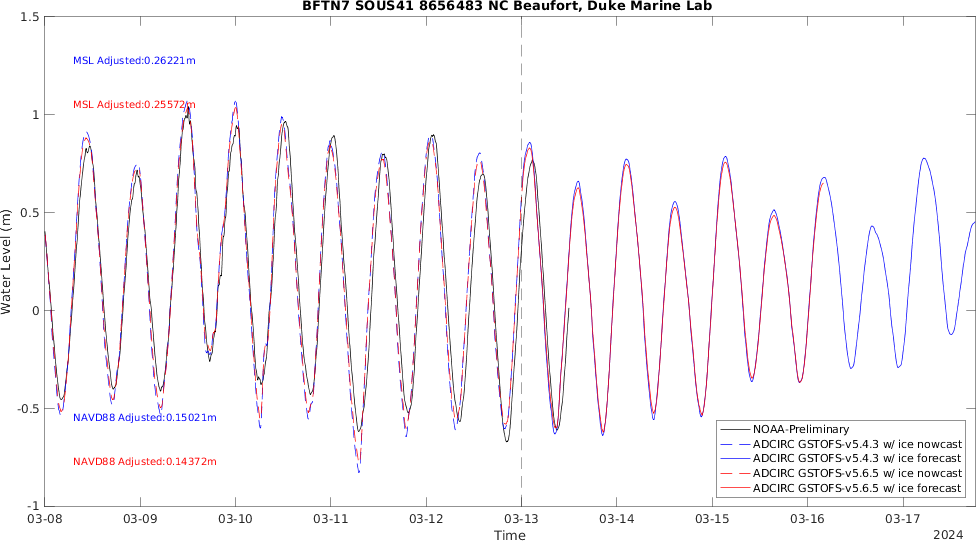 BFTN7 SOUS41 8656483 NC Beaufort, Duke Marine Lab
1.5
1
0.5
0
-0.5
-1
Water Level (m)
MSL Adjusted:0.26221m
MSL Adjusted:0.25572m
NAVD88 Adjusted:0.15021m
NAVD88 Adjusted:0.14372m
NOAA-Preliminary
ADCIRC GSTOFS-v5.4.3 w/ ice nowcast
ADCIRC GSTOFS-v5.4.3 w/ ice forecast
ADCIRC GSTOFS-v5.6.5 w/ ice nowcast
ADCIRC GSTOFS-v5.6.5 w/ ice forecast
03-08 03-09 03-10 03-11 03-12 03-13 03-14 03-15 03-16 03-17
Time
2024